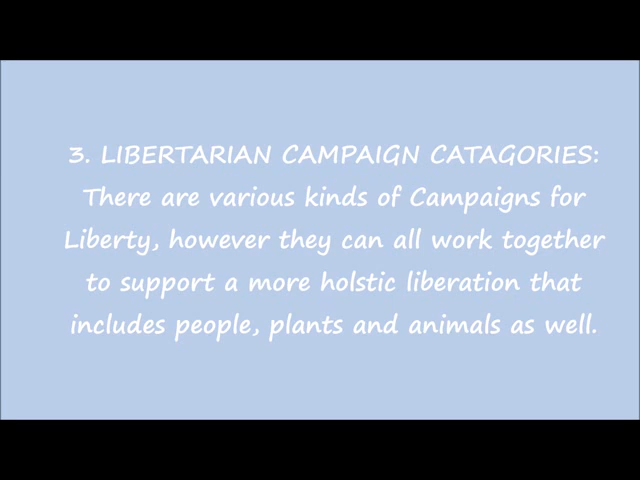 3. LIBERTARIAN CAMPAIGN CATAGORIES:
There are various kinds of Campaigns for
Liberty, however they can all work together
to support a more holstic liberation that
includes people, plants and animals as well.